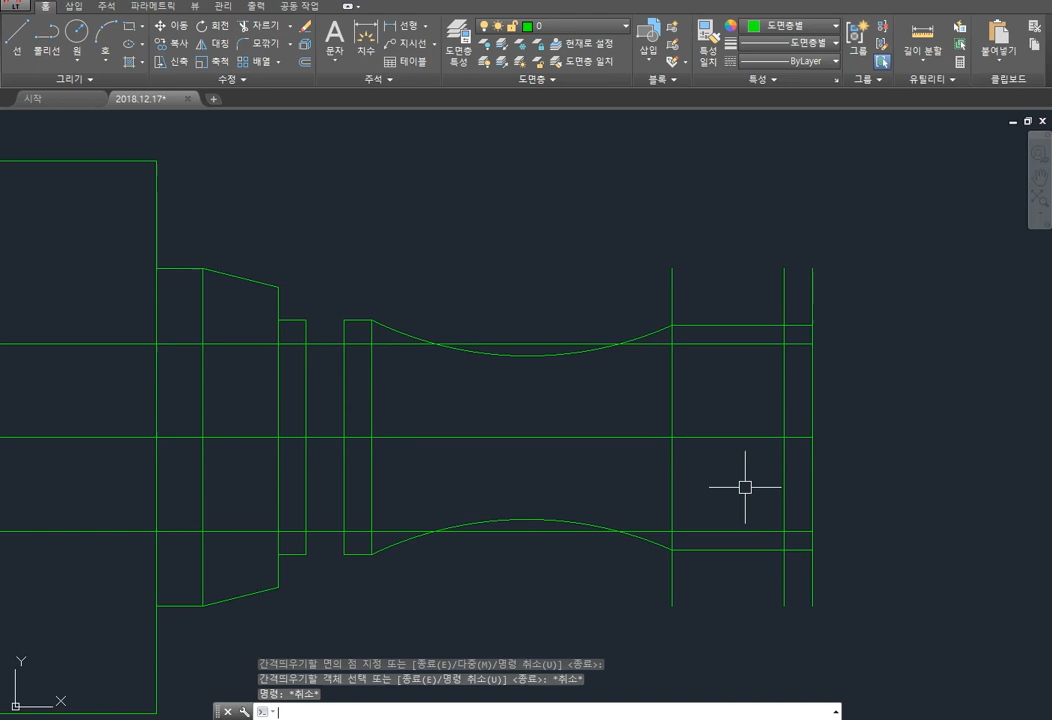 LT 홈 삽입 주석 파라메트릭 뷰 관리 출력 공동 작업
이동 회전 자르기 선형 0 도면층별
선 폴리선 원 호 복사 대칭 모깎기 문자 치수 지시선 도면층 특성 현재로 설정 삽입 특성 일치 도면층별 그룹 길이 분할 붙여넣기
신축 축척 배열 테이블 도면층 일치 ByLayer
그리기 수정 주석 도면층 블록 특성 그룹 유틸리티 클립보드
시작 2018.12.17*
간격띄우기할 면의 점 지정 또는 [종료(E)/다중(M)/명령 취소(U)] <종료>:
간격띄우기할 객체 선택 또는 [종료(E)/명령 취소(U)] <종료>: *취소*
명령: *취소*
Y
X